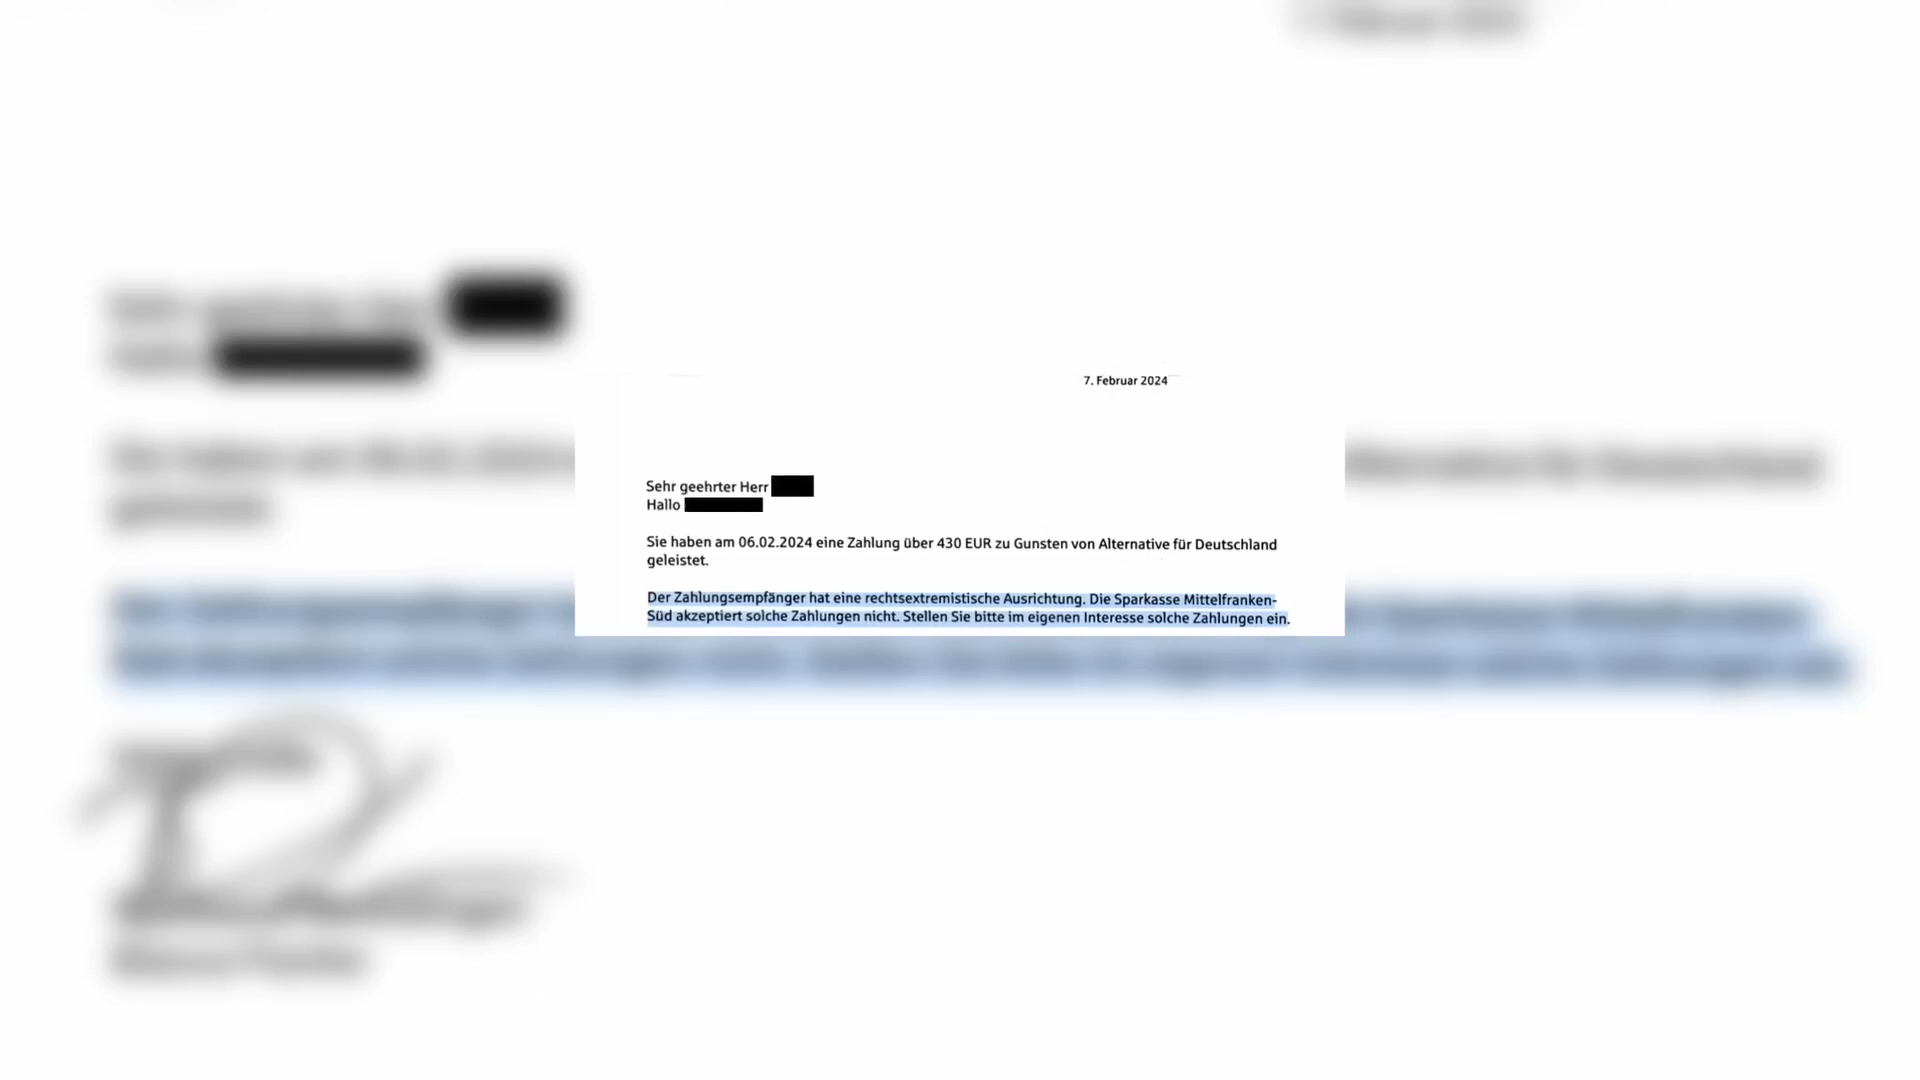 7. Februar 2024
Sehr geehrter Herr
Hallo
Sie haben am 06.02.2024 eine Zahlung über 430 EUR zu Gunsten von Alternative für Deutschland
geleistet.
Der Zahlungsempfänger hat eine rechtsextremistische Ausrichtung. Die Sparkasse Mittelfranken-
Süd akzeptiert solche Zahlungen nicht. Stellen Sie bitte im eigenen Interesse solche Zahlungen ein.